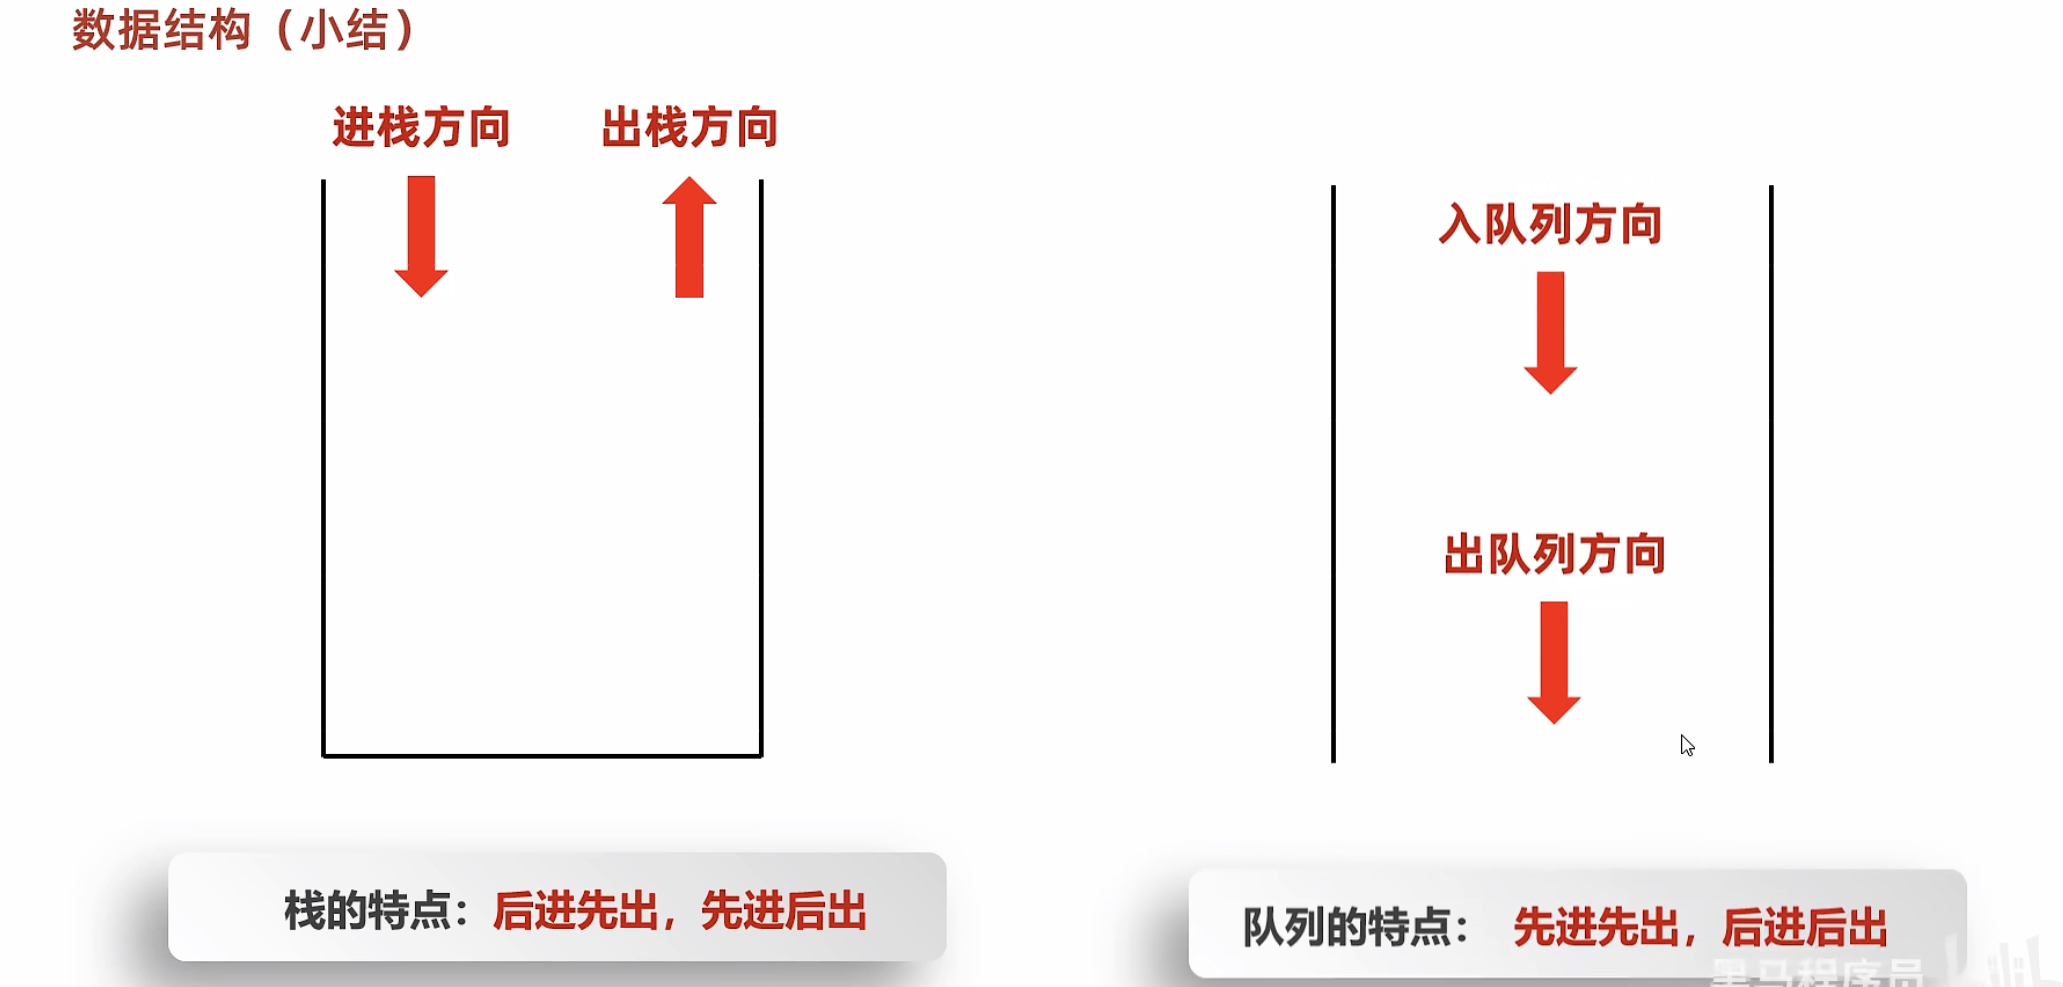 数据结构（小结）
进栈方向
出栈方向
入队列方向
出队列方向
栈的特点：后进先出，先进后出
队列的特点： 先进先出，后进后出
黑马程序员